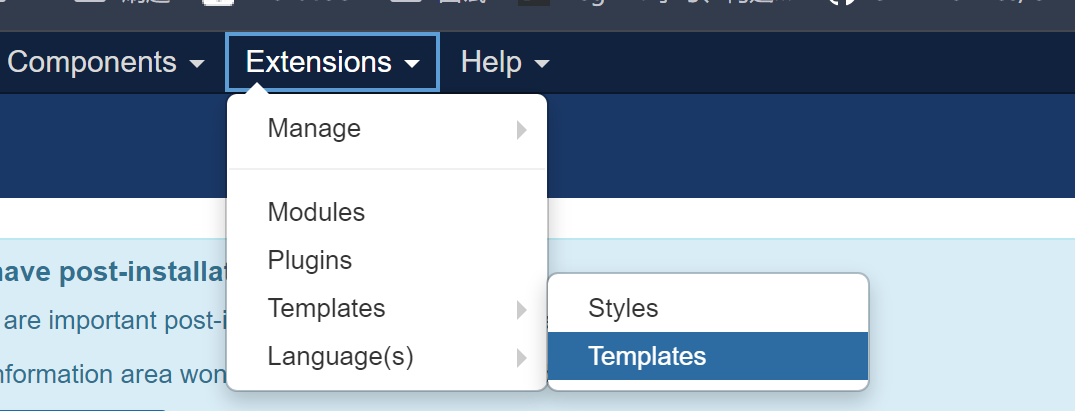 Components
Extensions
Help
Manage
Modules
Plugins
Templates
Language(s)
Styles
Templates
have post-installat
are important post-i
nformation area won